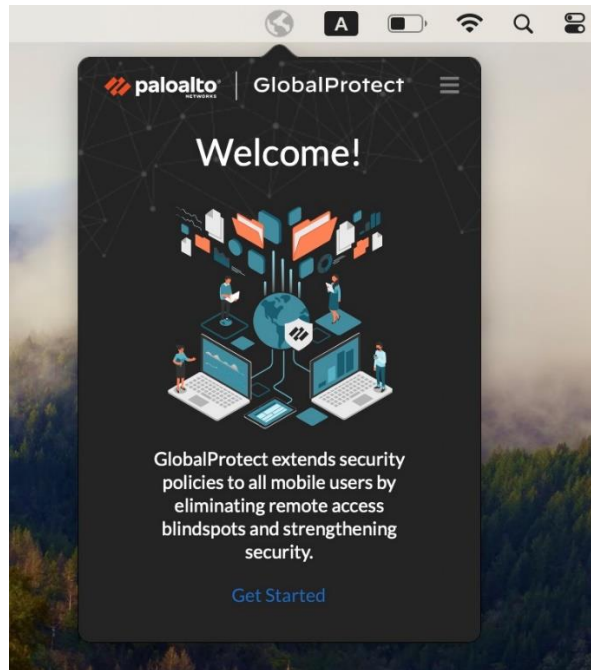 A
paloalto
NETWORKS
GlobalProtect
Welcome!
GlobalProtect extends security
policies to all mobile users by
eliminating remote access
blindspots and strengthening
security.
Get Started